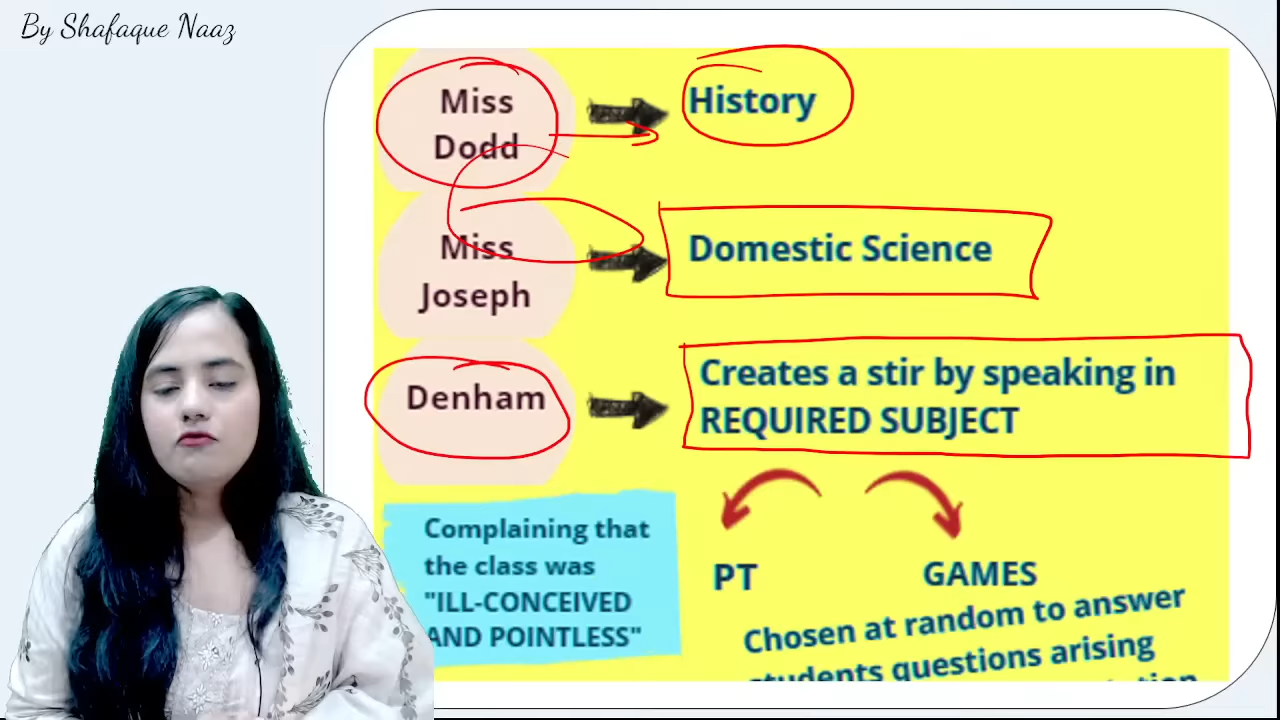 By Shafaque Naaz
Miss
Dodd
History
Miss
Joseph
Domestic Science
Denham
Creates a stir by speaking in
REQUIRED SUBJECT
Complaining that
the class was
"ILL-CONCEIVED
AND POINTLESS"
PT
GAMES
Chosen at random to answer
students questions arising